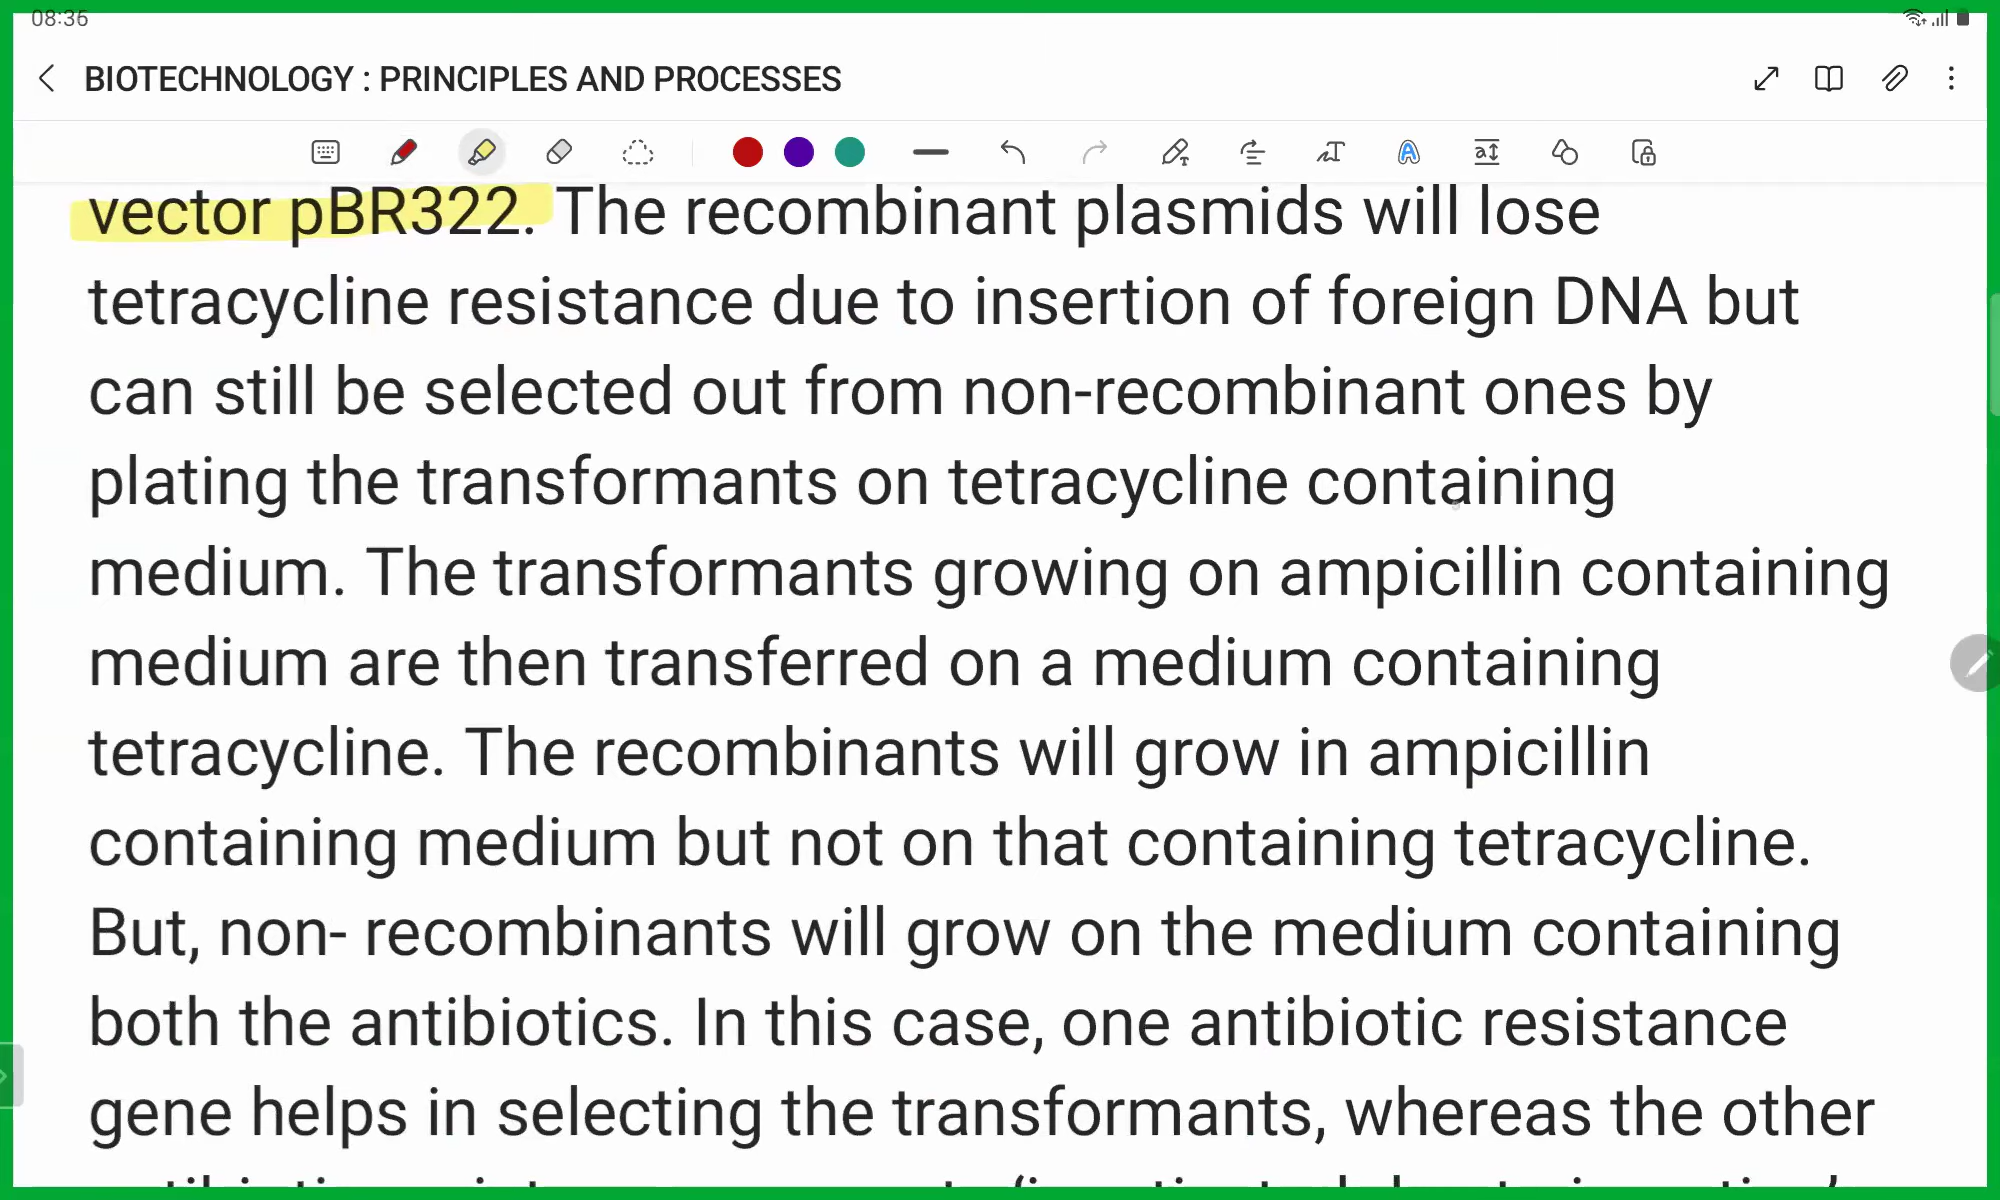 08:36
BIOTECHNOLOGY : PRINCIPLES AND PROCESSES
vector pBR322. The recombinant plasmids will lose
tetracycline resistance due to insertion of foreign DNA but
can still be selected out from non-recombinant ones by
plating the transformants on tetracycline containing
medium. The transformants growing on ampicillin containing
medium are then transferred on a medium containing
tetracycline. The recombinants will grow in ampicillin
containing medium but not on that containing tetracycline.
But, non- recombinants will grow on the medium containing
both the antibiotics. In this case, one antibiotic resistance
gene helps in selecting the transformants, whereas the other